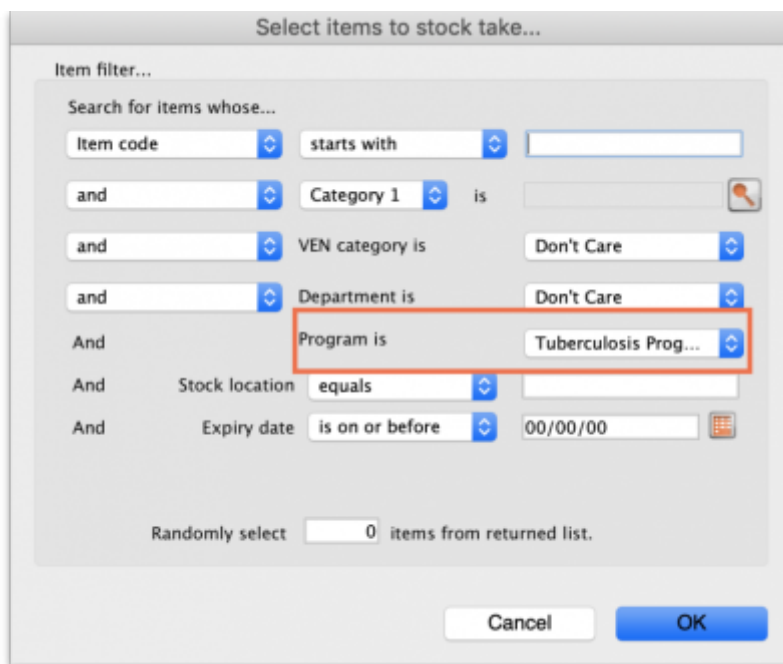 Select items to stock take...
Item filter...
Search for items whose...
Item code starts with
and Category 1 is
and VEN category is Don't Care
and Department is Don't Care
And Program is Tuberculosis Prog...
And Stock location equals
And Expiry date is on or before 00/00/00
Randomly select 0 items from returned list.
Cancel OK